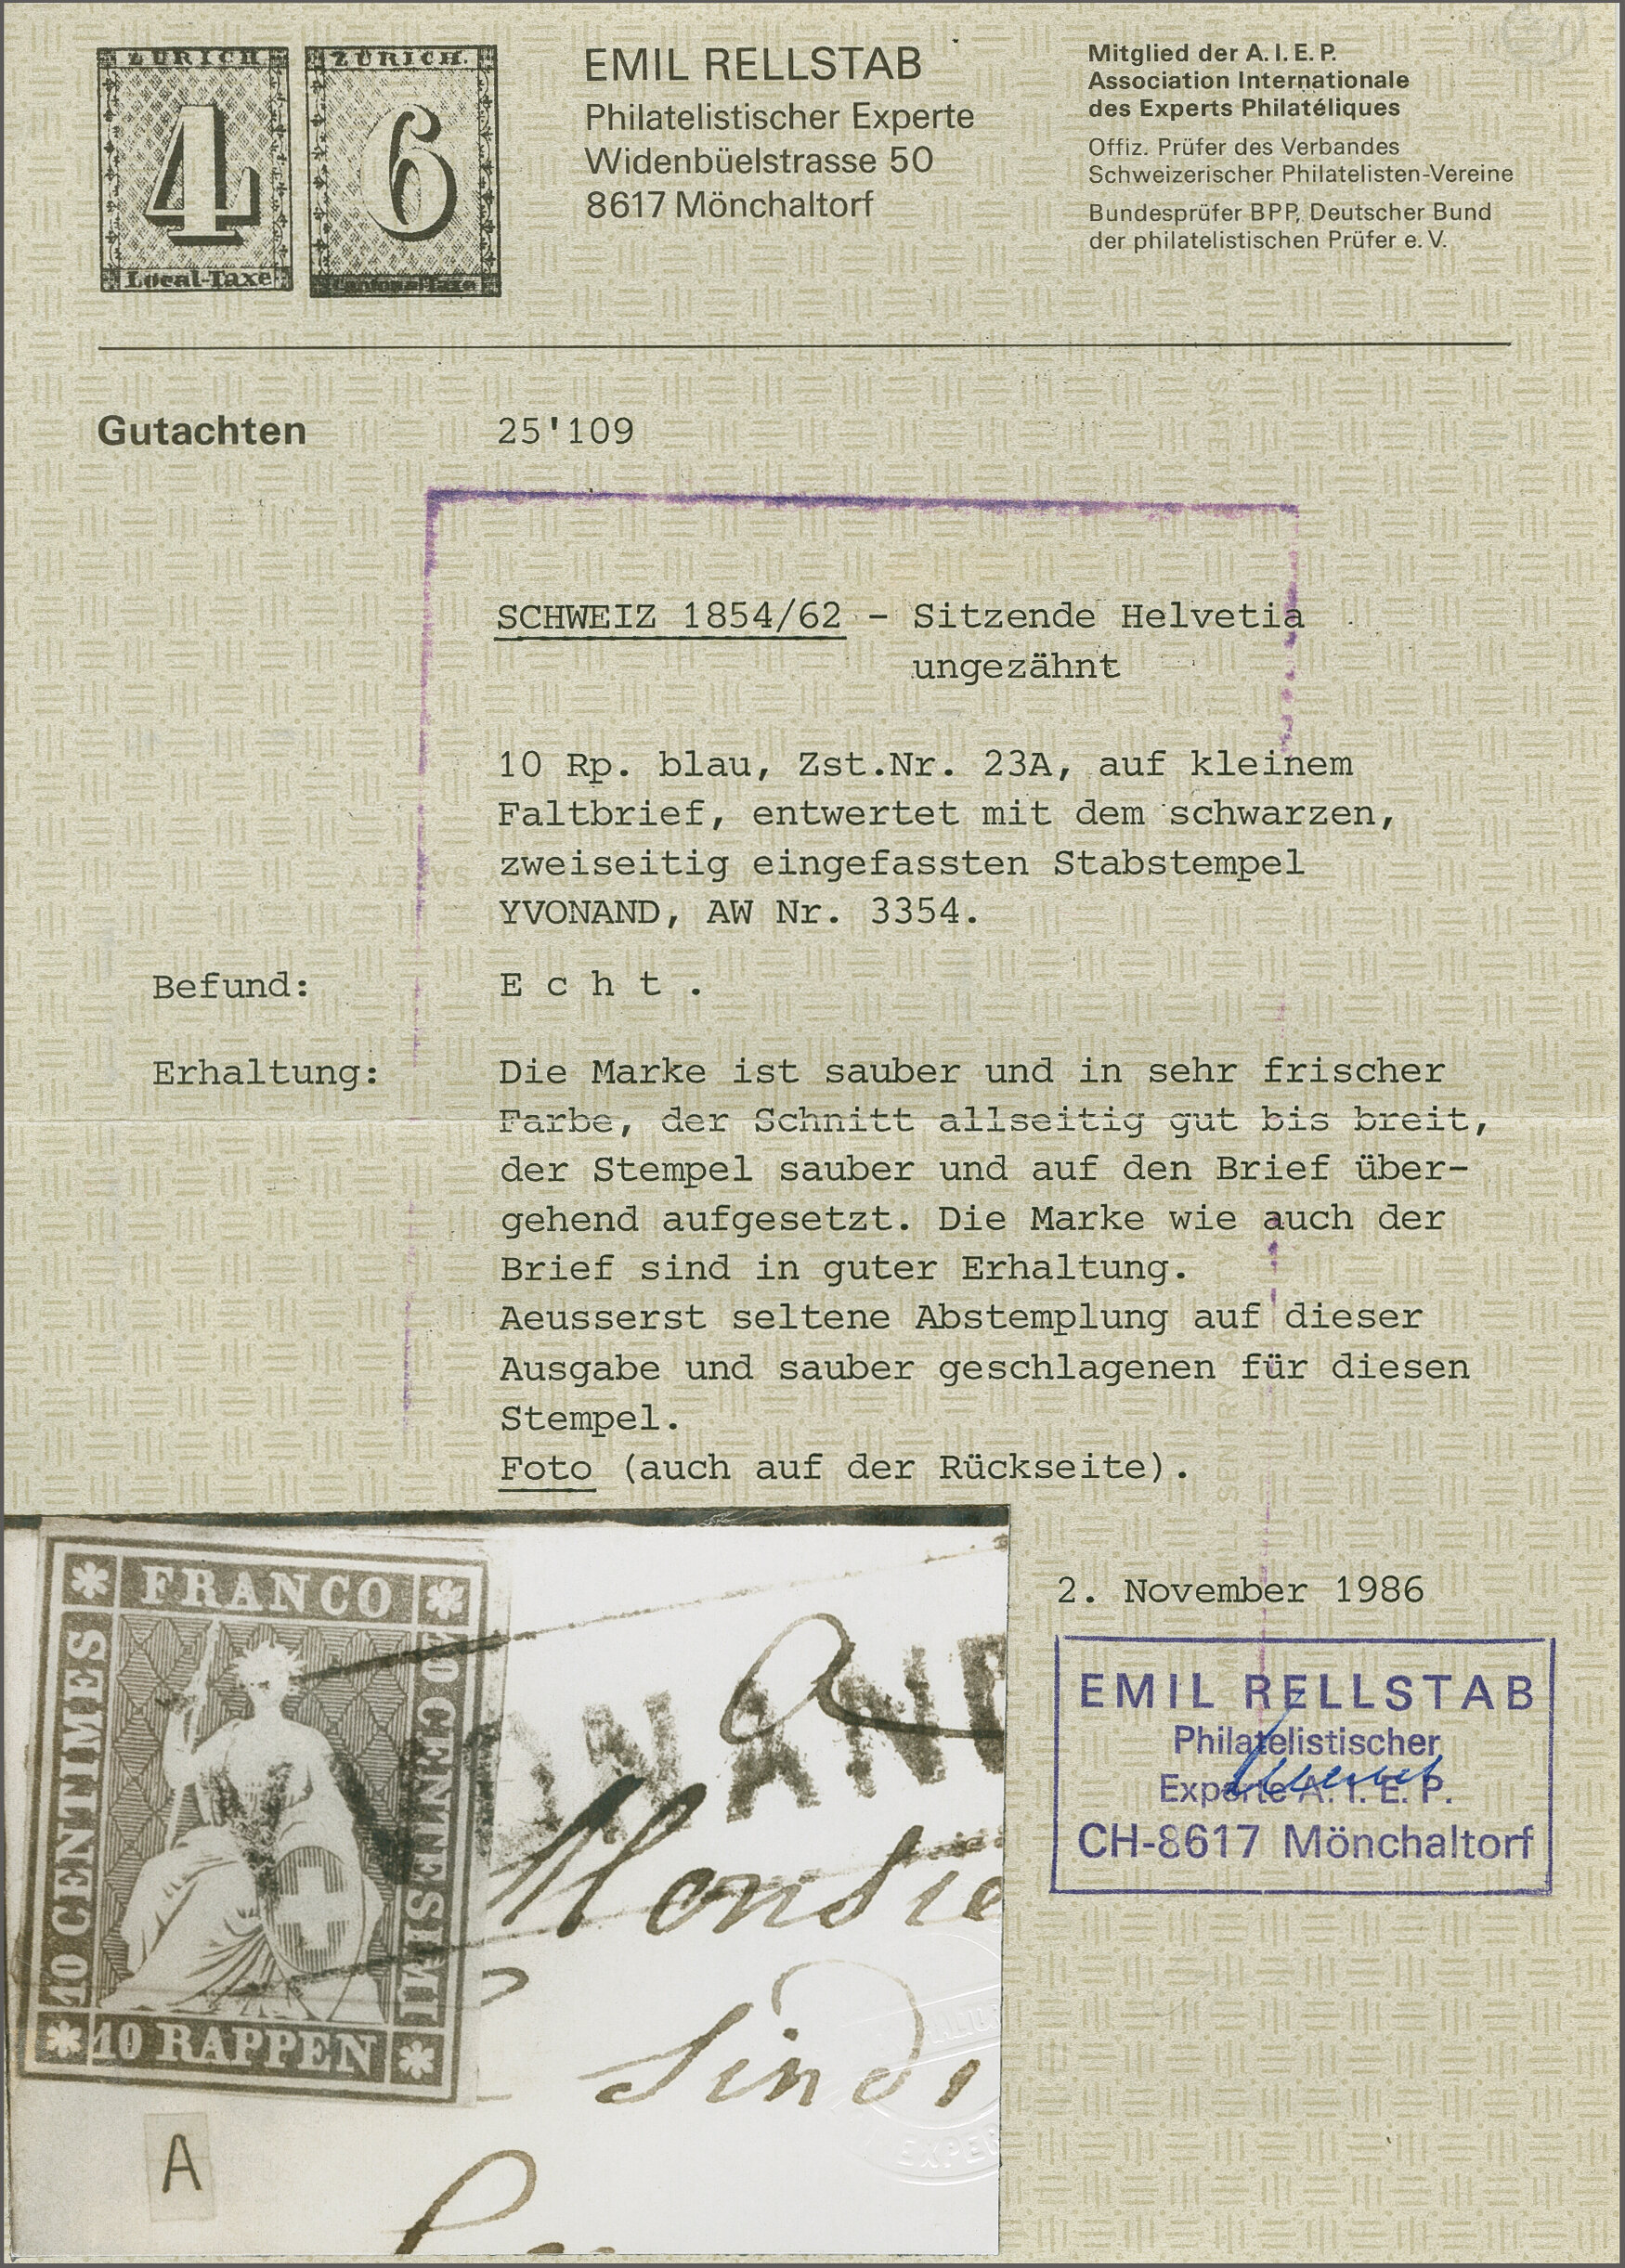 ZÜRICH
4
Local-Taxe
ZÜRICH.
6
Cantonal-Taxe
EMIL RELLSTAB
Philatelistischer Experte
Widenbüelstrasse 50
8617 Mönchaltorf
Mitglied der A. I. E. P.
Association Internationale
des Experts Philatéliques
Offiz. Prüfer des Verbandes
Schweizerischer Philatelisten-Vereine
Bundesprüfer BPP, Deutscher Bund
der philatelistischen Prüfer e. V.
Gutachten 25'109
SCHWEIZ 1854/62 - Sitzende Helvetia
ungezähnt
10 Rp. blau, Zst.Nr. 23A, auf kleinem
Faltbrief, entwertet mit dem schwarzen,
zweiseitig eingefassten Stabstempel
YVONAND, AW Nr. 3354.
Befund: E c h t .
Erhaltung: Die Marke ist sauber und in sehr frischer
Farbe, der Schnitt allseitig gut bis breit,
der Stempel sauber und auf den Brief über-
gehend aufgesetzt. Die Marke wie auch der
Brief sind in guter Erhaltung.
Aeusserst seltene Abstemplung auf dieser
Ausgabe und sauber geschlagenen für diesen
Stempel.
Foto (auch auf der Rückseite).
FRANCO
10 CENTIMES
10 CENTESIMI
10 RAPPEN
NAN
A
Monsie
Sindi
A
2. November 1986
EMIL RELLSTAB
Philatelistischer
Experte A. I. E. P.
CH-8617 Mönchaltorf